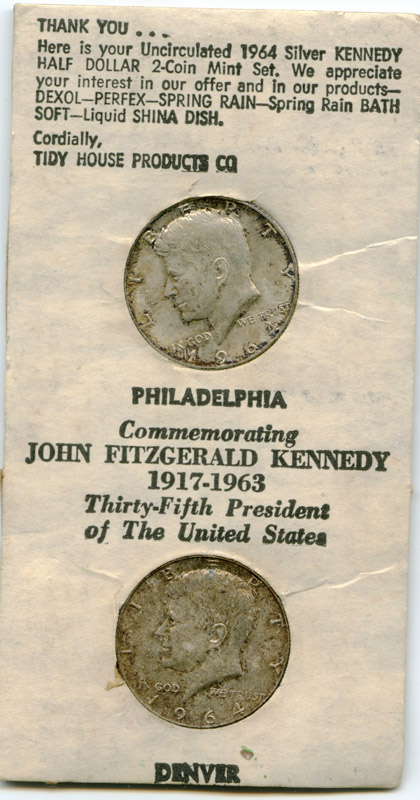 THANK YOU . . .
Here is your Uncirculated 1964 Silver KENNEDY
HALF DOLLAR 2-Coin Mint Set. We appreciate
your interest in our offer and in our products—
DEXOL—PERFEX—SPRING RAIN—Spring Rain BATH
SOFT—Liquid SHINA DISH.
Cordially,
TIDY HOUSE PRODUCTS CO
LIBERTY
IN GOD WE TRUST
1964
PHILADELPHIA
Commemorating
JOHN FITZGERALD KENNEDY
1917-1963
Thirty-Fifth President
of The United States
LIBERTY
IN GOD WE TRUST
1964
DENVER